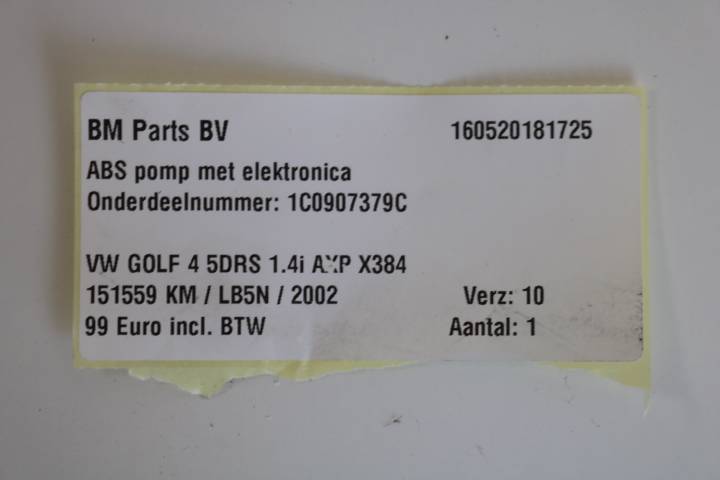 BM Parts BV 160520181725
ABS pomp met elektronica
Onderdeelnummer: 1C0907379C
VW GOLF 4 5DRS 1.4i AXP X384
151559 KM / LB5N / 2002 Verz: 10
99 Euro incl. BTW Aantal: 1